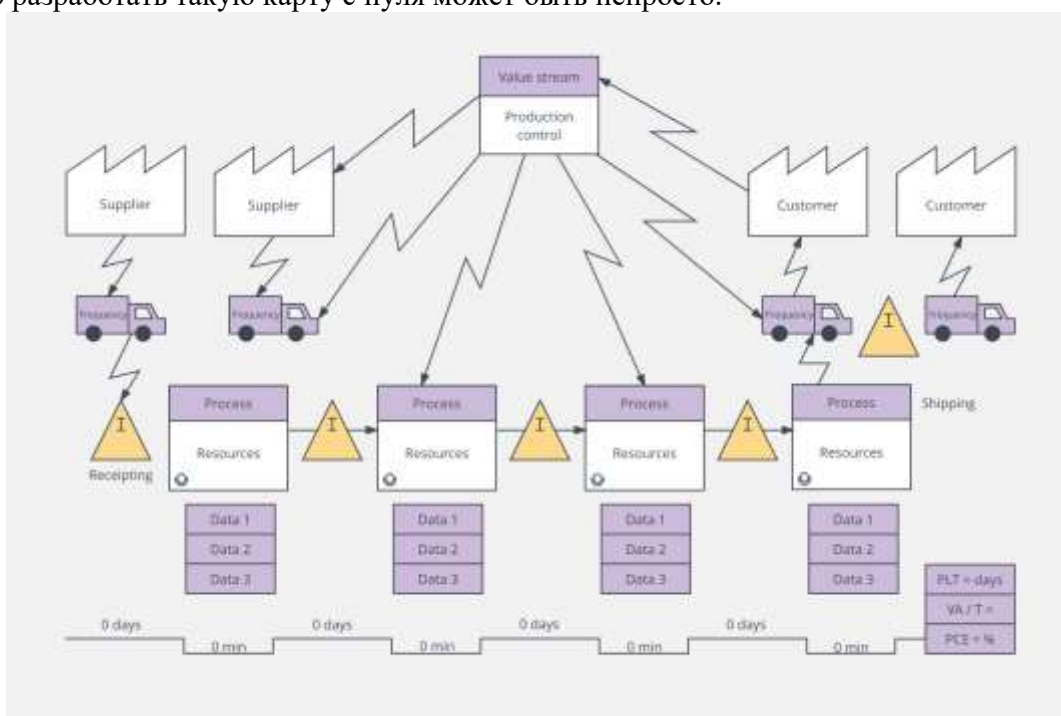 разработать такую карту с нуля может быть непросто.
Value stream
Production
control
Supplier
Supplier
Customer
Customer
Frequency
Frequency
Frequency
Frequency
I
Process
Process
Process
Process
Shipping
I
I
I
I
Resources
Resources
Resources
Resources
Receipting
Data 1
Data 1
Data 1
Data 1
Data 2
Data 2
Data 2
Data 2
Data 3
Data 3
Data 3
Data 3
PLT = days
VA / T =
PCE = %
0 days
0 days
0 days
0 days
0 min
0 min
0 min
0 min